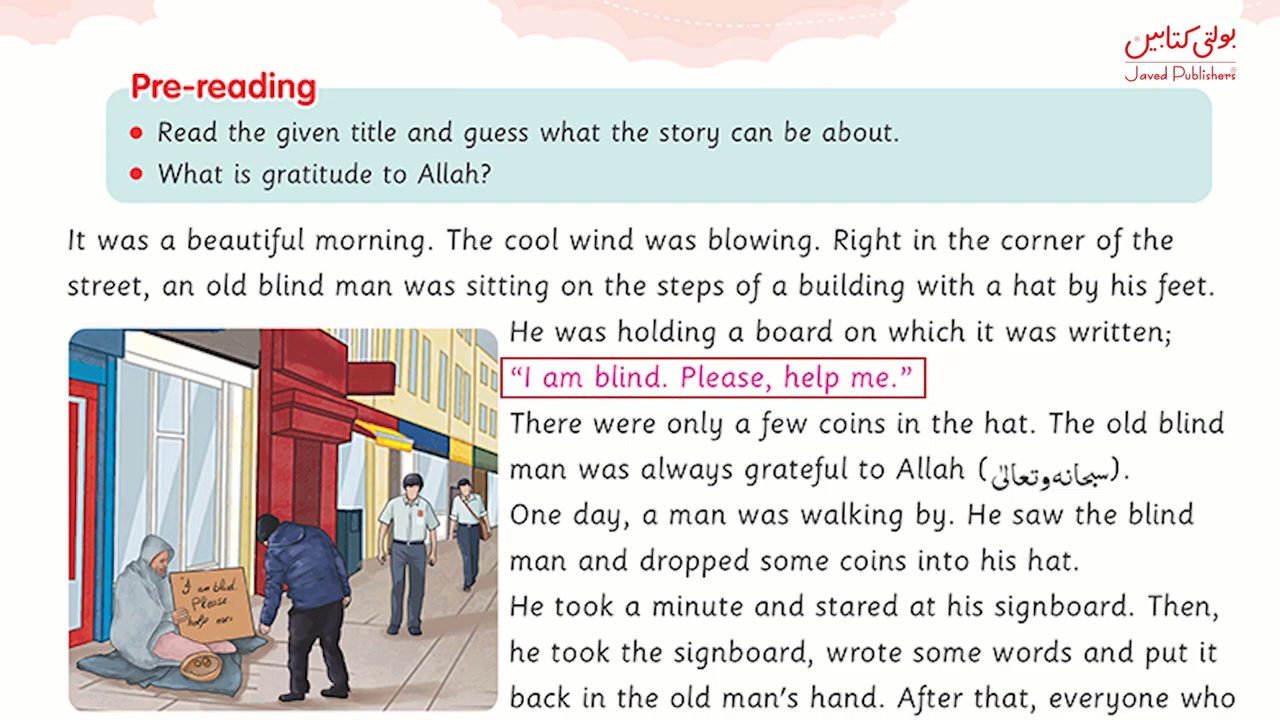 بولتی کتابیں
Javed Publishers
Pre-reading
• Read the given title and guess what the story can be about.
• What is gratitude to Allah?
It was a beautiful morning. The cool wind was blowing. Right in the corner of the
street, an old blind man was sitting on the steps of a building with a hat by his feet.
He was holding a board on which it was written;
“I am blind. Please, help me.”
There were only a few coins in the hat. The old blind
man was always grateful to Allah (سبحانہ وتعالیٰ).
One day, a man was walking by. He saw the blind
man and dropped some coins into his hat.
He took a minute and stared at his signboard. Then,
he took the signboard, wrote some words and put it
back in the old man's hand. After that, everyone who
"I am blind.
Please
help me.